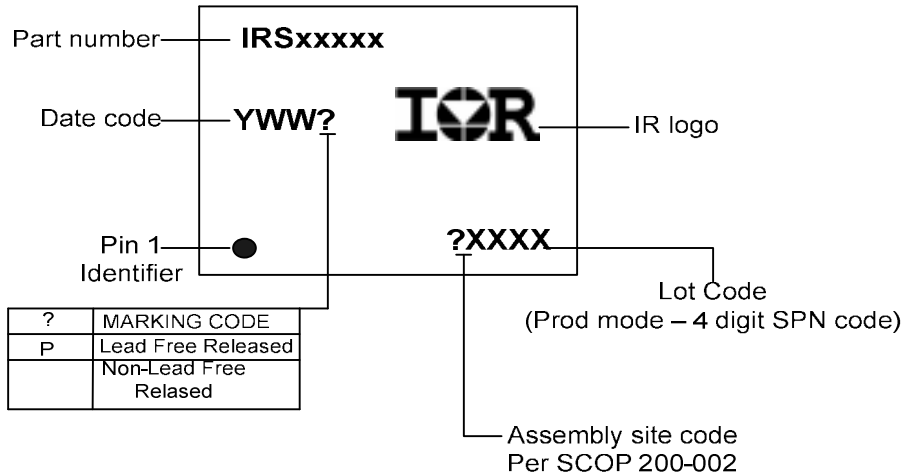 Part number
IRSxxxxx
Date code
YWW?
IOR
IR logo
Pin 1
Identifier
?XXXX
Lot Code
(Prod mode – 4 digit SPN code)
? MARKING CODE
P Lead Free Released
Non-Lead Free
Relased
Assembly site code
Per SCOP 200-002